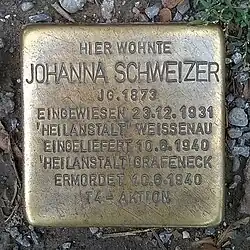 HIER WOHNTE
JOHANNA SCHWEIZER
JG. 1873
EINGEWIESEN 23.12.1931
'HEILANSTALT' WEISSENAU
EINGELIEFERT 10.6.1940
'HEILANSTALT' GRAFENECK
ERMORDET 10.6.1940
'T4-AKTION'